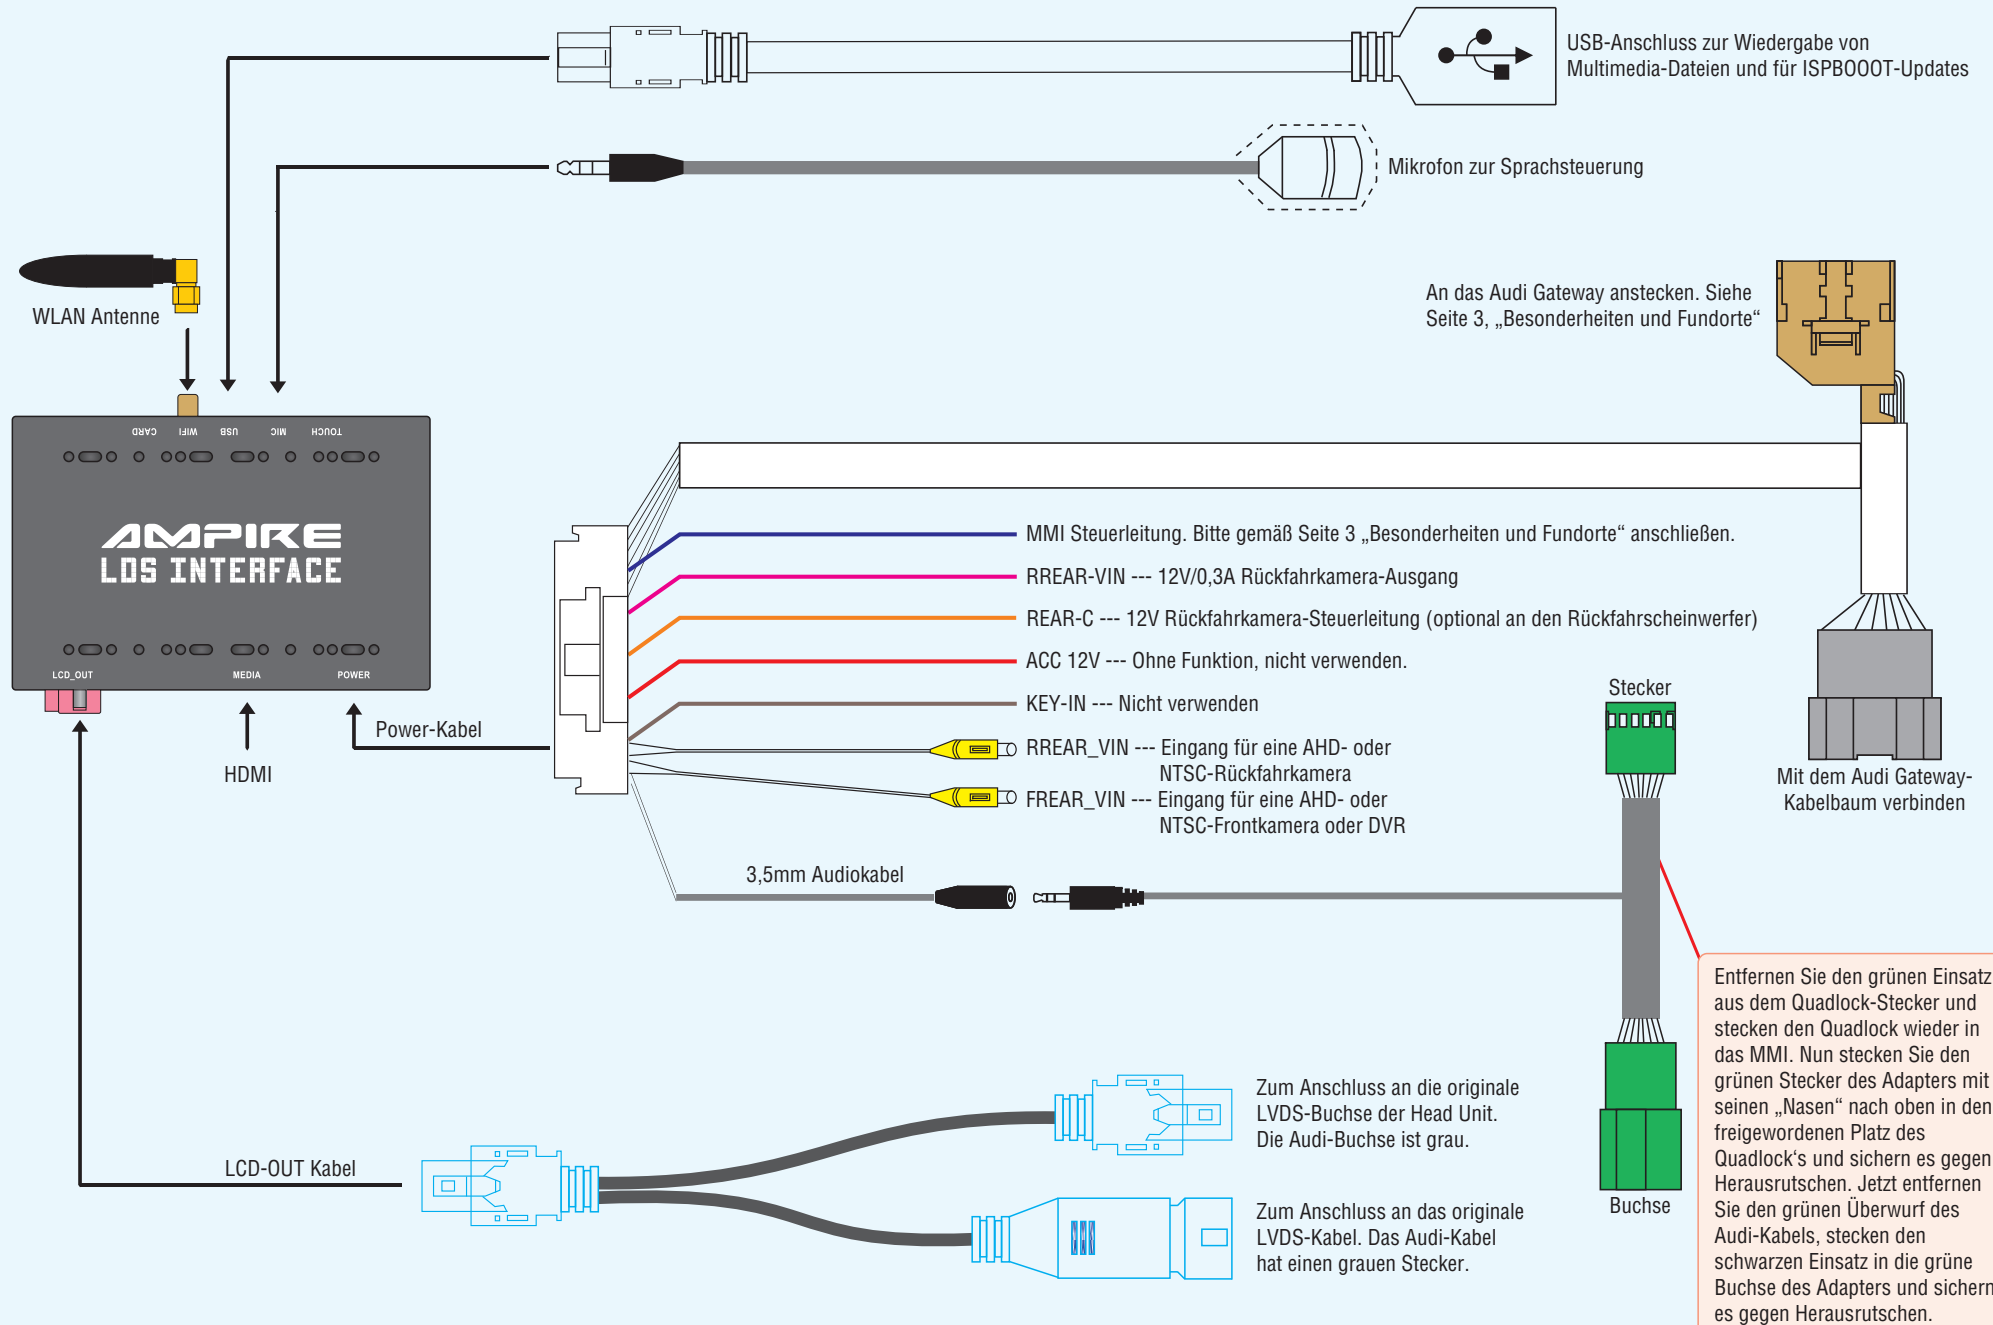 USB-Anschluss zur Wiedergabe von
Multimedia-Dateien und für ISPBOOOT-Updates
Mikrofon zur Sprachsteuerung
WLAN Antenne
An das Audi Gateway anstecken. Siehe
Seite 3, „Besonderheiten und Fundorte“
CARD
WIFI
USB
MIC
TOUCH
AMPIRE
LDS INTERFACE
LCD_OUT
MEDIA
POWER
MMI Steuerleitung. Bitte gemäß Seite 3 „Besonderheiten und Fundorte“ anschließen.
RREAR-VIN --- 12V/0,3A Rückfahrkamera-Ausgang
REAR-C --- 12V Rückfahrkamera-Steuerleitung (optional an den Rückfahrscheinwerfer)
ACC 12V --- Ohne Funktion, nicht verwenden.
KEY-IN --- Nicht verwenden
RREAR_VIN --- Eingang für eine AHD- oder
NTSC-Rückfahrkamera
FREAR_VIN --- Eingang für eine AHD- oder
NTSC-Frontkamera oder DVR
Power-Kabel
HDMI
Stecker
Mit dem Audi Gateway-
Kabelbaum verbinden
3,5mm Audiokabel
Entfernen Sie den grünen Einsatz
aus dem Quadlock-Stecker und
stecken den Quadlock wieder in
das MMI. Nun stecken Sie den
grünen Stecker des Adapters mit
seinen „Nasen“ nach oben in den
freigewordenen Platz des
Quadlock‘s und sichern es gegen
Herausrutschen. Jetzt entfernen
Sie den grünen Überwurf des
Audi-Kabels, stecken den
schwarzen Einsatz in die grüne
Buchse des Adapters und sichern
es gegen Herausrutschen.
Buchse
Zum Anschluss an die originale
LVDS-Buchse der Head Unit.
Die Audi-Buchse ist grau.
LCD-OUT Kabel
Zum Anschluss an das originale
LVDS-Kabel. Das Audi-Kabel
hat einen grauen Stecker.